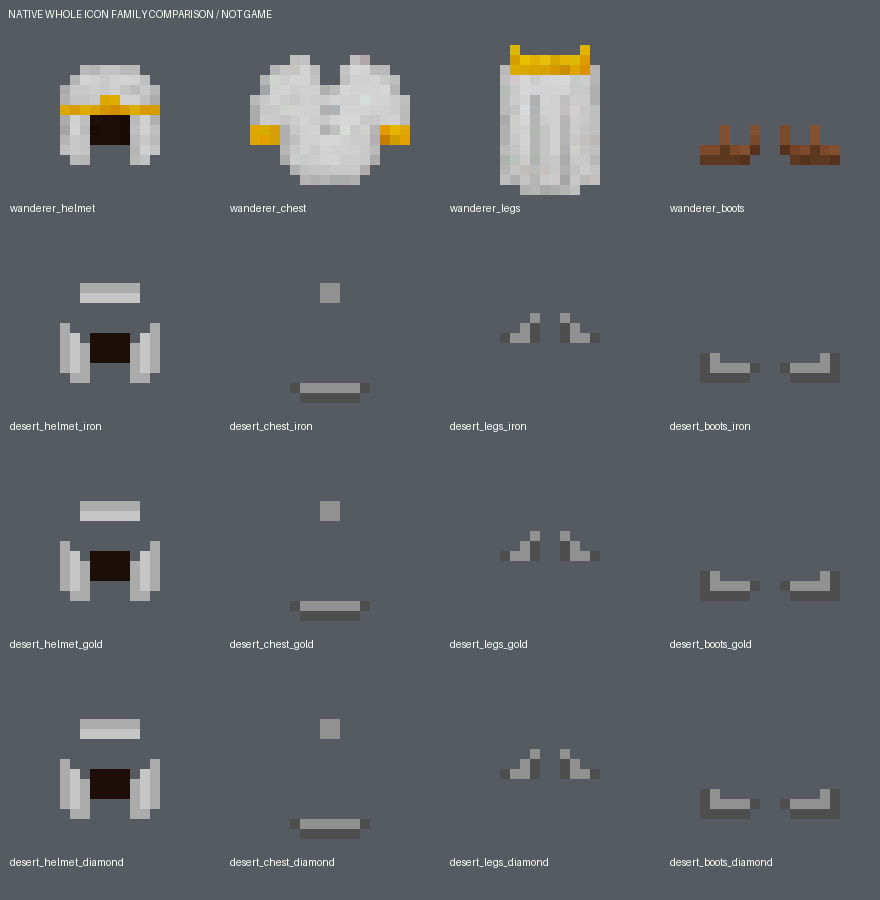 NATIVE WHOLE ICON FAMILY COMPARISON / NOT GAME
wanderer_helmet
wanderer_chest
wanderer_legs
wanderer_boots
desert_helmet_iron
desert_chest_iron
desert_legs_iron
desert_boots_iron
desert_helmet_gold
desert_chest_gold
desert_legs_gold
desert_boots_gold
desert_helmet_diamond
desert_chest_diamond
desert_legs_diamond
desert_boots_diamond